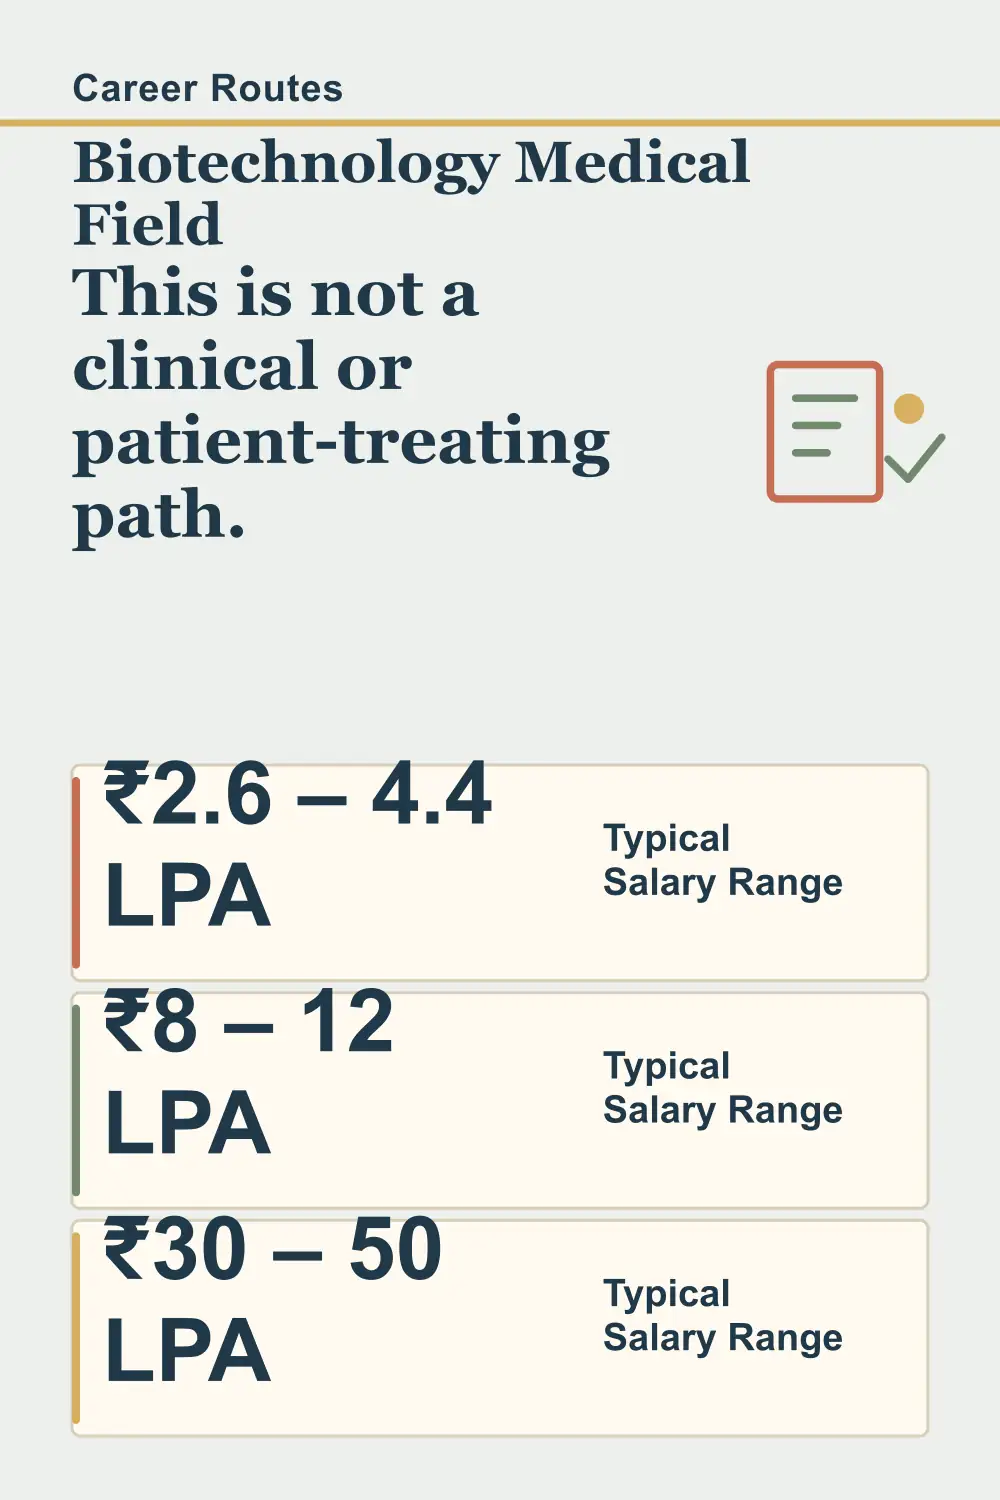 Career Routes
Biotechnology Medical
Field
This is not a
clinical or
patient-treating
path.
₹2.6 – 4.4
LPA
Typical
Salary Range
₹8 – 12
LPA
Typical
Salary Range
₹30 – 50
LPA
Typical
Salary Range